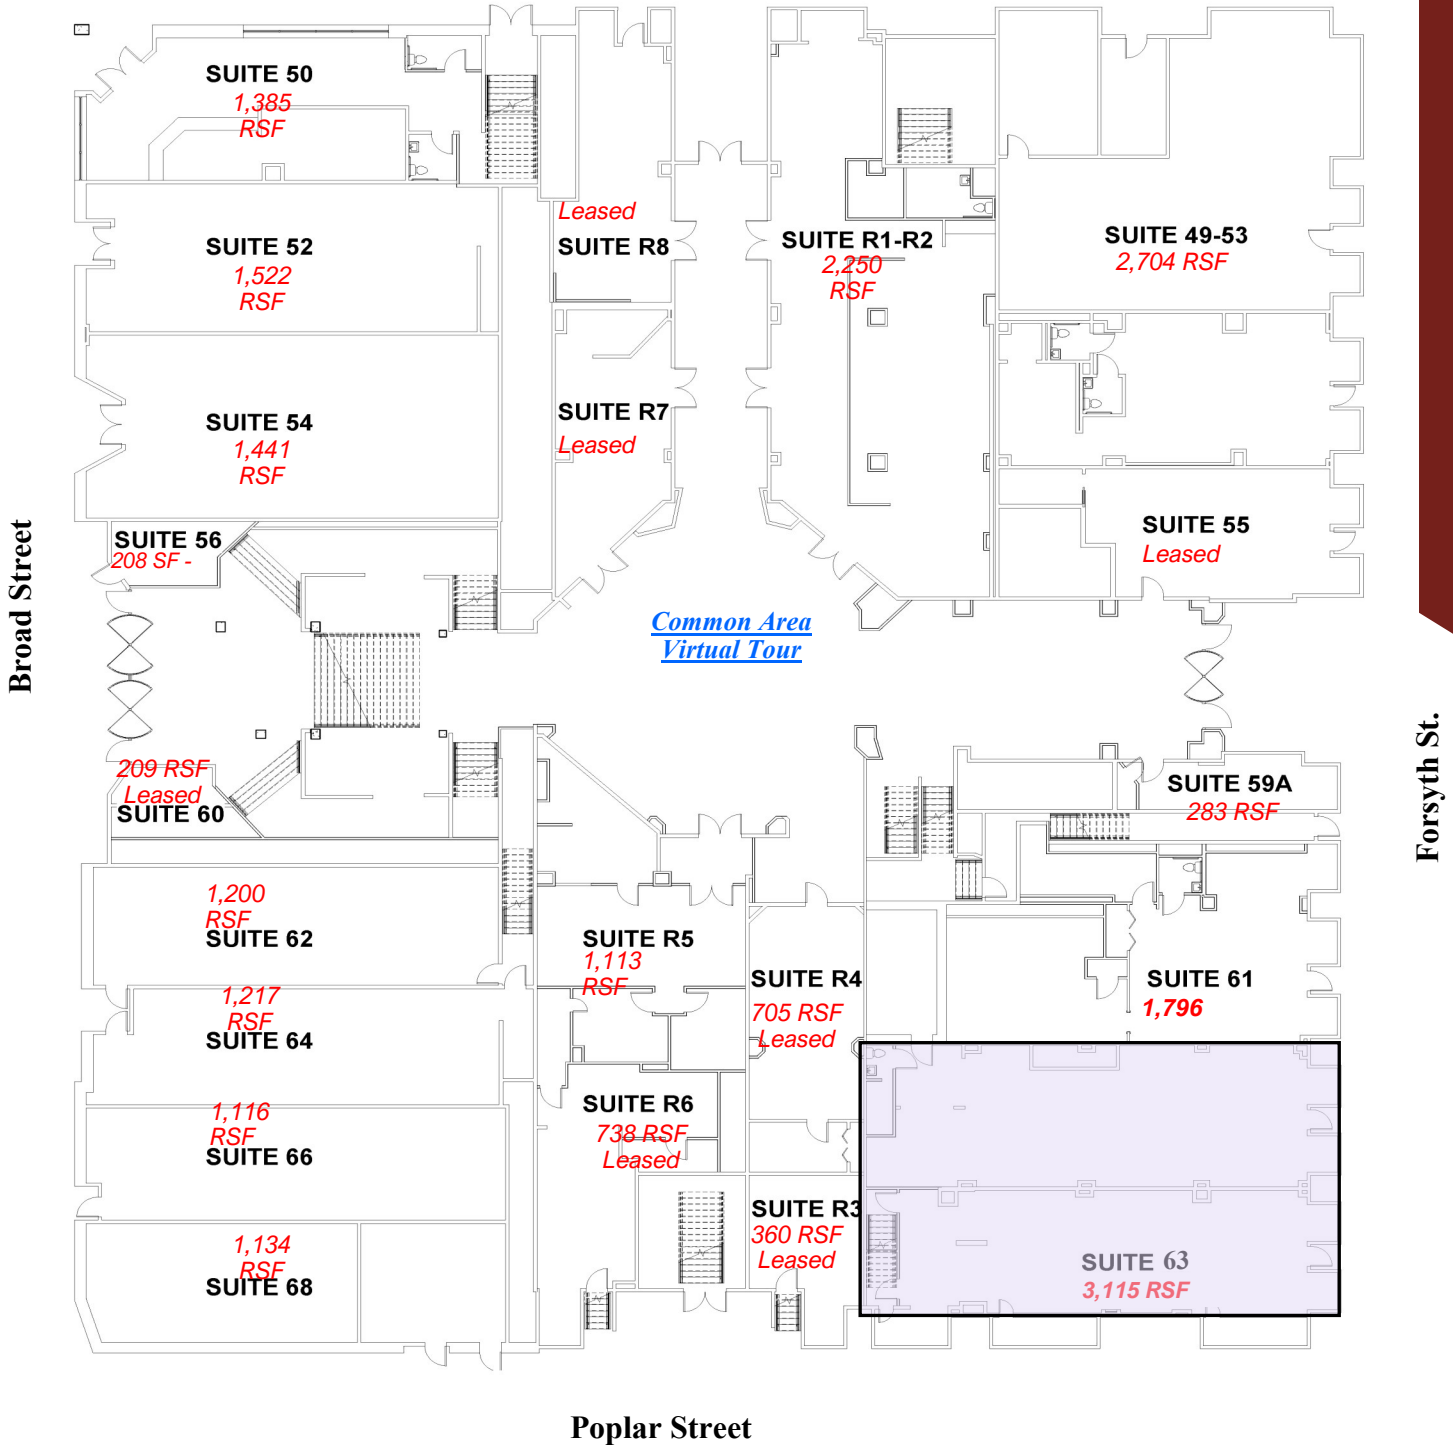 SUITE 50
1,385
RSF
Leased
SUITE R8
SUITE R1-R2
2,250
RSF
SUITE 49-53
2,704 RSF
SUITE 52
1,522
RSF
SUITE 54
1,441
RSF
SUITE R7
Leased
SUITE 55
Leased
SUITE 56
208 SF -
Broad Street
Common Area
Virtual Tour
Forsyth St.
209 RSF
Leased
SUITE 60
SUITE 59A
283 RSF
1,200
RSF
SUITE 62
SUITE R5
1,113
RSF
SUITE R4
705 RSF
Leased
SUITE 61
1,796
1,217
RSF
SUITE 64
1,116
RSF
SUITE 66
SUITE R6
738 RSF
Leased
SUITE R3
360 RSF
Leased
1,134
RSF
SUITE 68
SUITE 63
3,115 RSF
Poplar Street